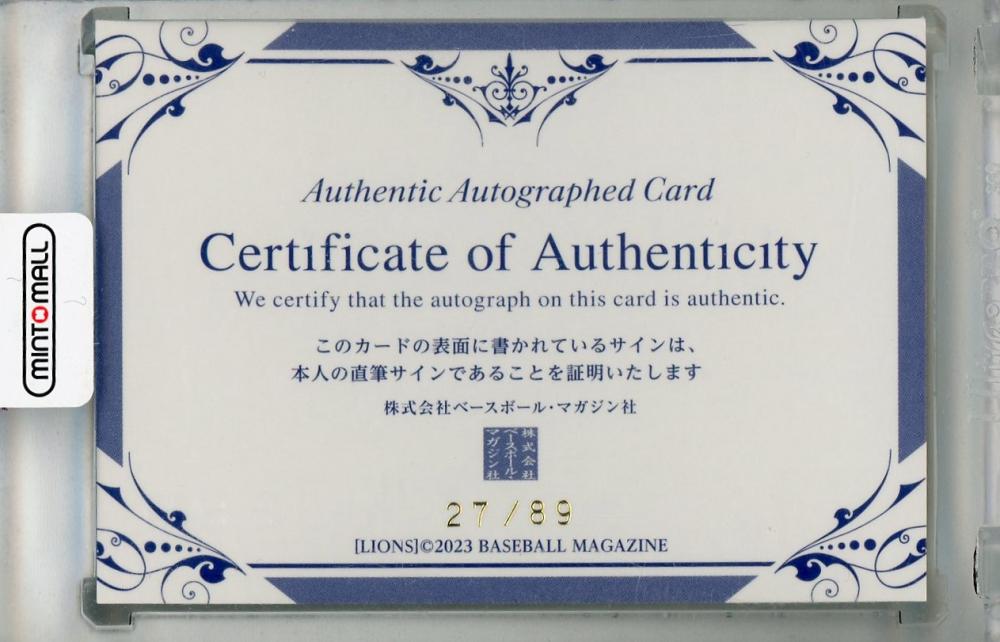 Authentic Autographed Card
Certificate of Authenticity
We certify that the autograph on this card is authentic.
このカードの表面に書かれているサインは、
本人の直筆サインであることを証明いたします
株式会社ベースボール・マガジン社
株式会社
ベースボール・
マガジン社
27/89
[LIONS]©2023 BASEBALL MAGAZINE
MINTOMALL